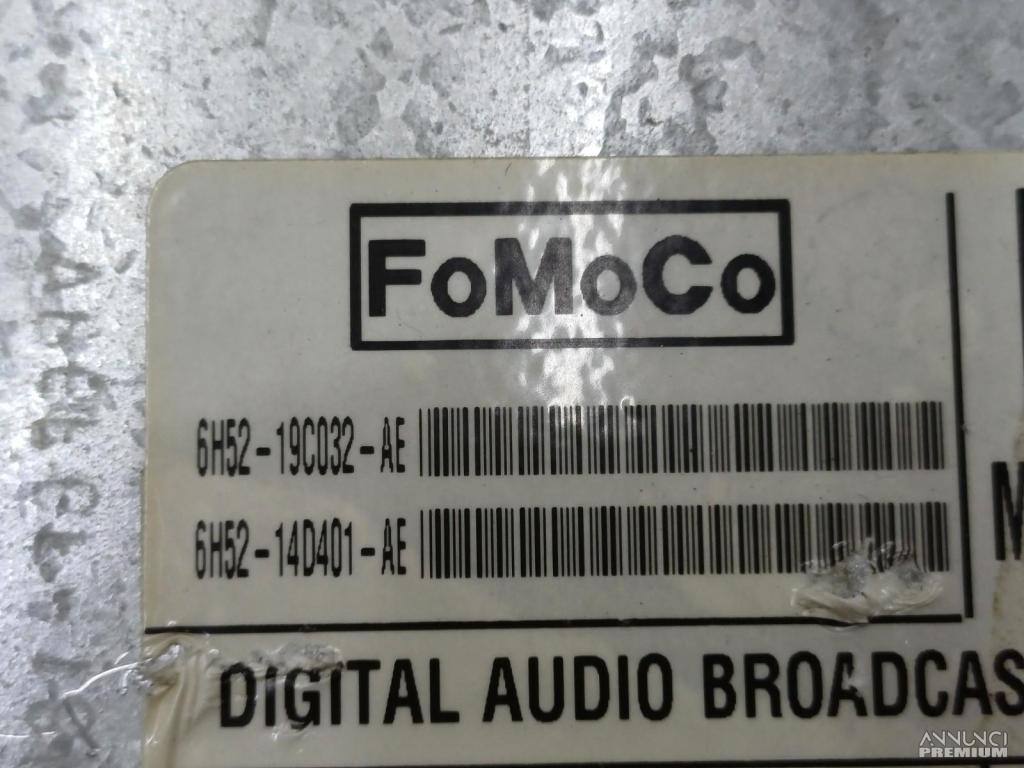 FoMoCo
6H52-19C032-AE
6H52-14D401-AE
DIGITAL AUDIO BROADCAS
ANNUNCI
PREMIUM